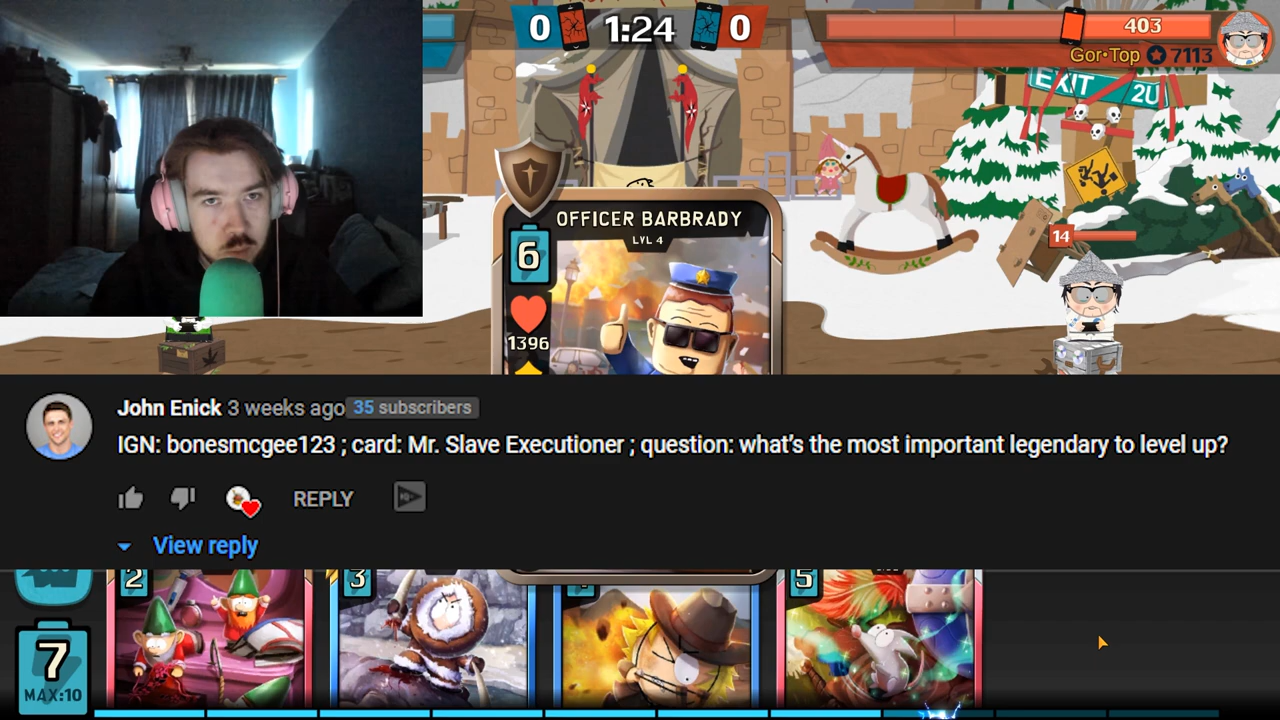 0 1:24 0
403
Gor•Top 7113
EXIT 2U
OFFICER BARBRADY
LVL 4
6
1396
14
John Enick 3 weeks ago 35 subscribers
IGN: bonesmcgee123 ; card: Mr. Slave Executioner ; question: what's the most important legendary to level up?
REPLY
View reply
2 3 5
7
MAX:10